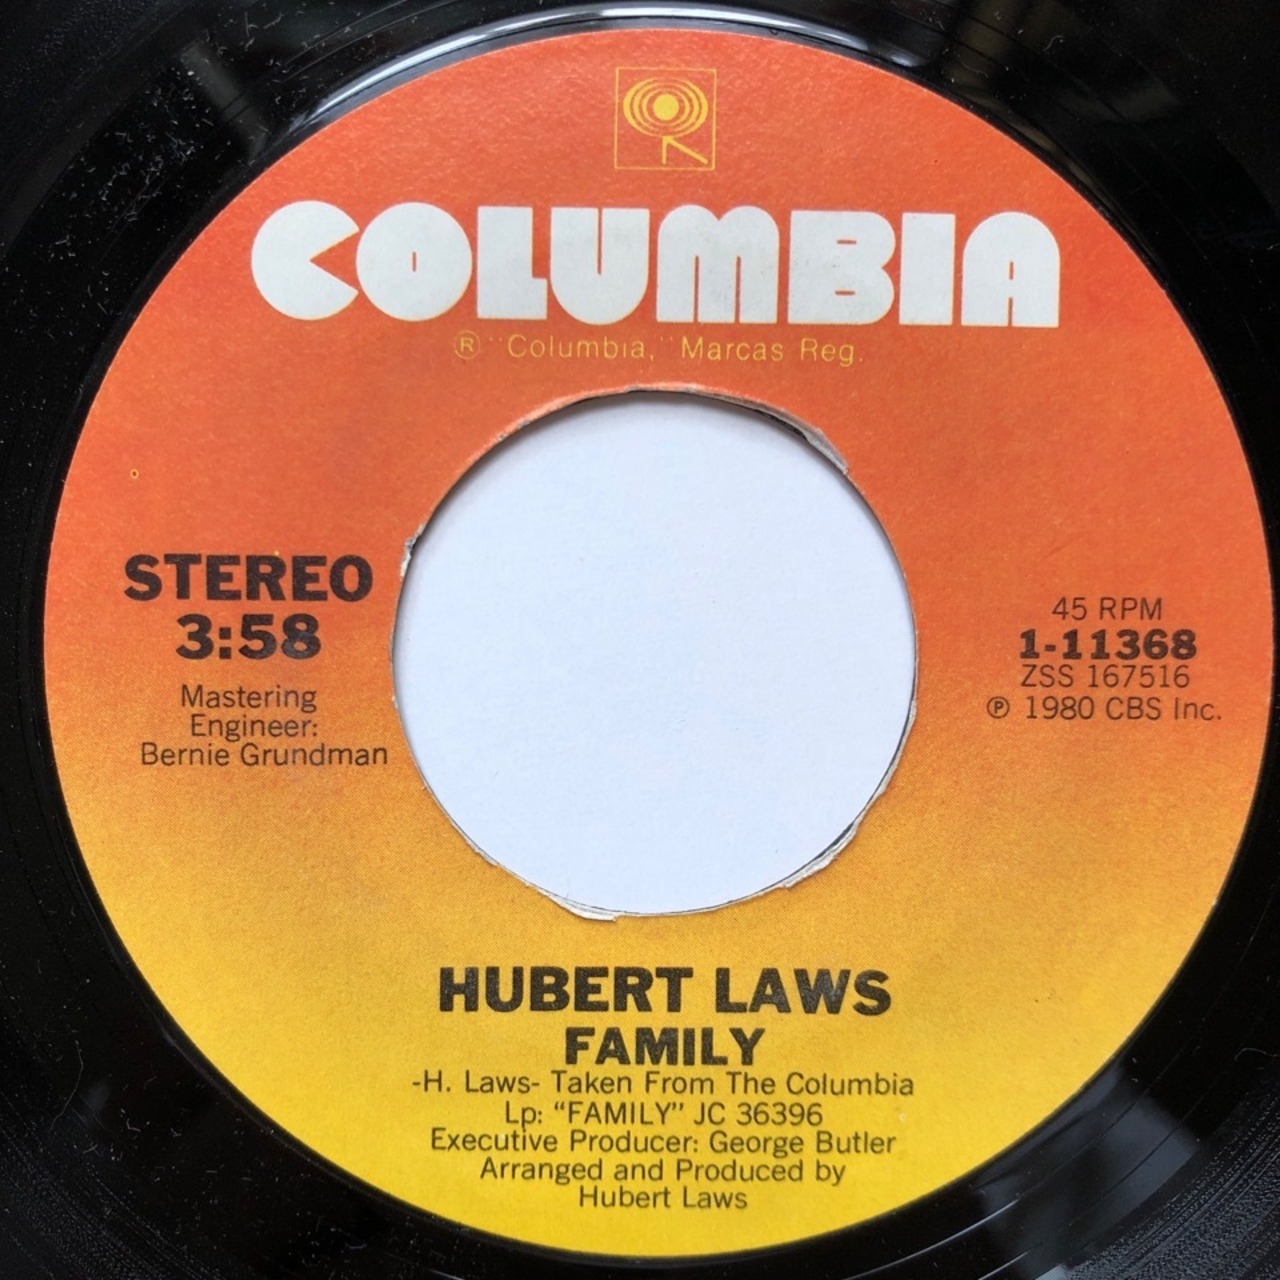 COLUMBIA
® "Columbia," Marcas Reg.
STEREO
3:58
Mastering
Engineer:
Bernie Grundman
45 RPM
1-11368
ZSS 167516
℗ 1980 CBS Inc.
HUBERT LAWS
FAMILY
-H. Laws- Taken From The Columbia
Lp: “FAMILY” JC 36396
Executive Producer: George Butler
Arranged and Produced by
Hubert Laws